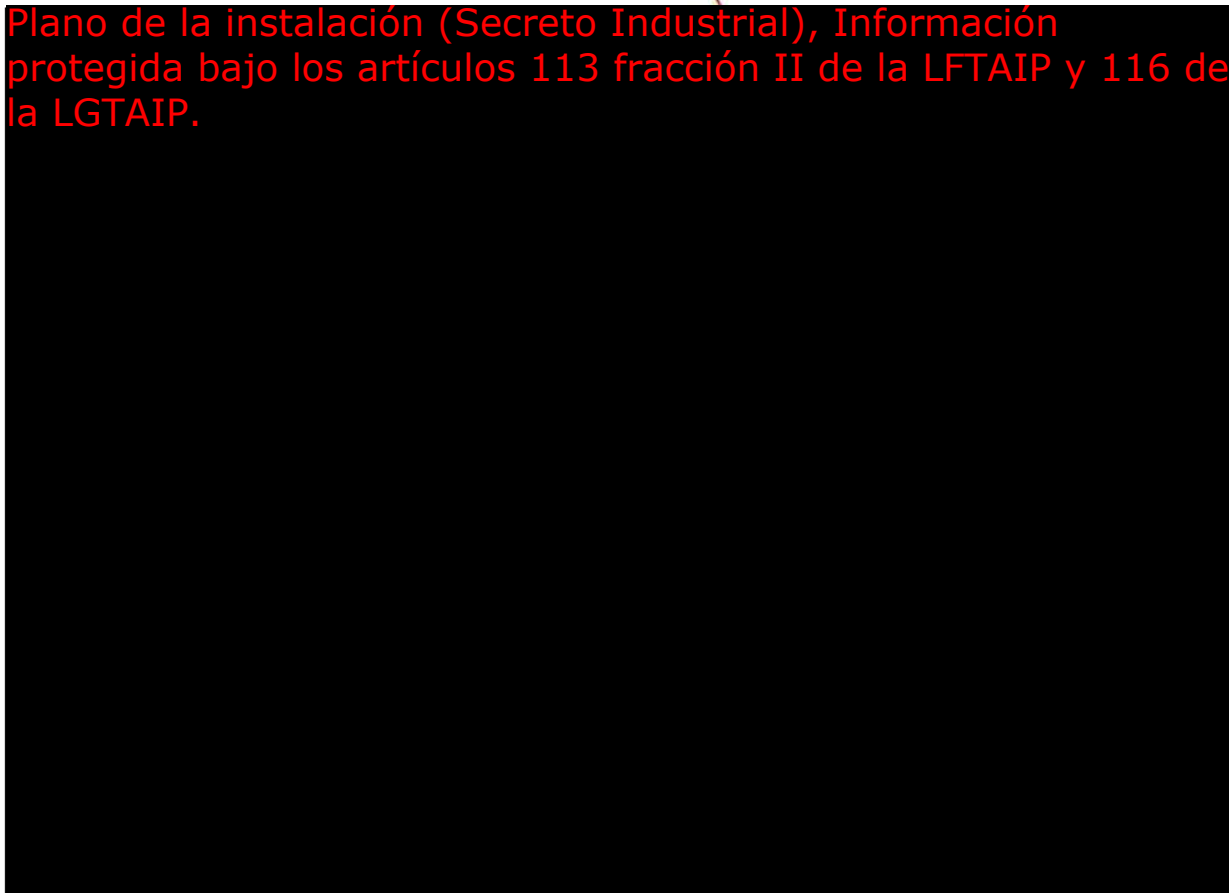 Plano de la instalación (Secreto Industrial), Información
protegida bajo los artículos 113 fracción II de la LFTAIP y 116 de
la LGTAIP.